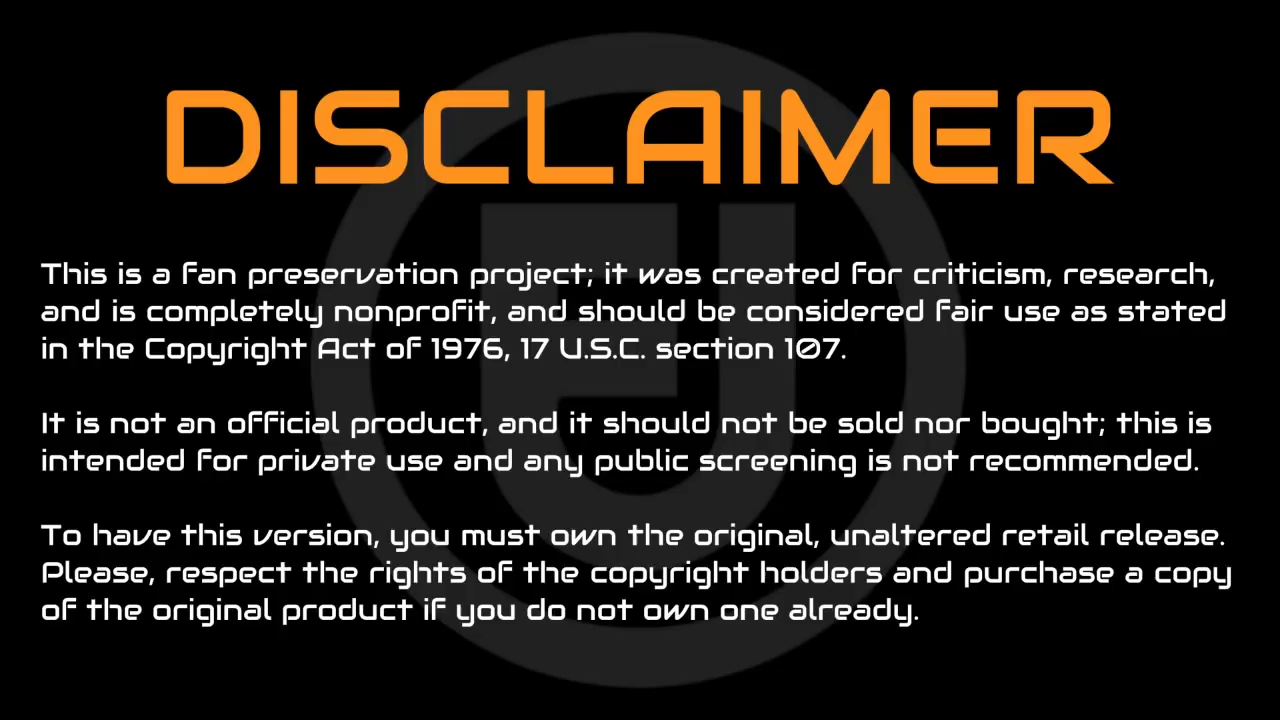 DISCLAIMER
This is a fan preservation project; it was created for criticism, research,
and is completely nonprofit, and should be considered fair use as stated
in the Copyright Act of 1976, 17 U.S.C. section 107.
It is not an official product, and it should not be sold nor bought; this is
intended for private use and any public screening is not recommended.
To have this version, you must own the original, unaltered retail release.
Please, respect the rights of the copyright holders and purchase a copy
of the original product if you do not own one already.